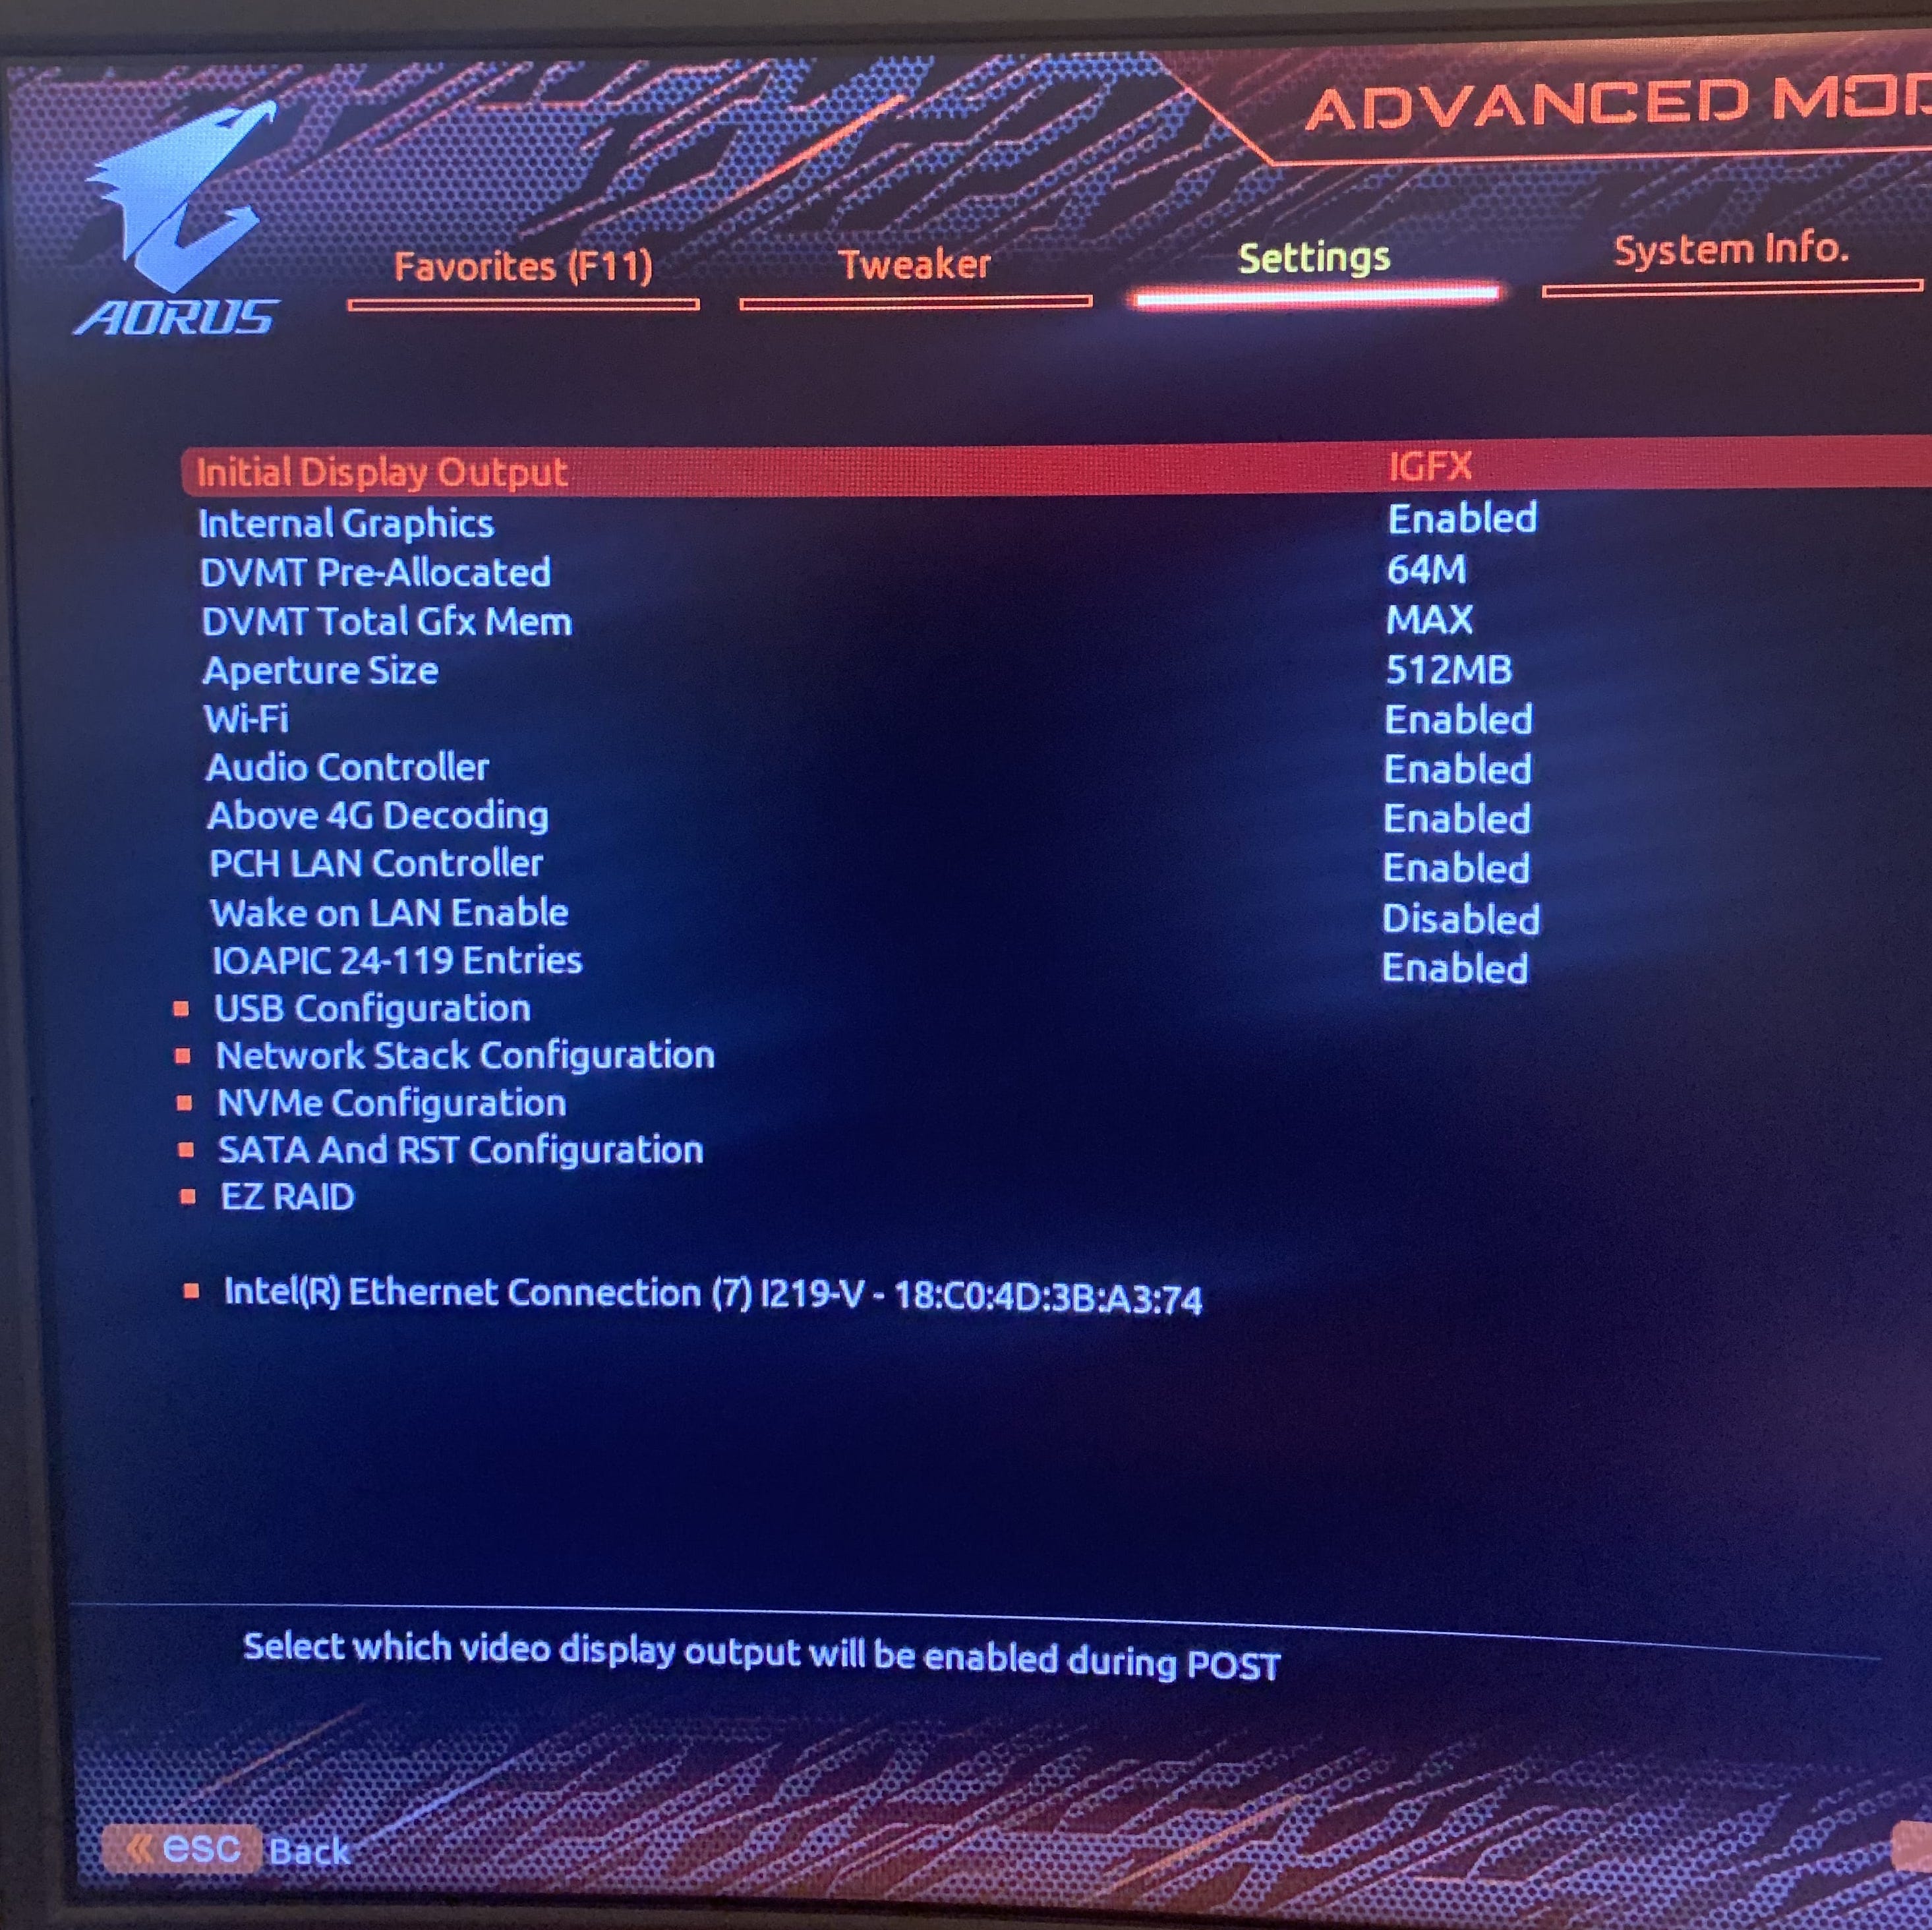 ADVANCED MOD
AORUS
Favorites (F11) Tweaker Settings System Info.
Initial Display Output IGFX
Internal Graphics Enabled
DVMT Pre-Allocated 64M
DVMT Total Gfx Mem MAX
Aperture Size 512MB
Wi-Fi Enabled
Audio Controller Enabled
Above 4G Decoding Enabled
PCH LAN Controller Enabled
Wake on LAN Enable Disabled
IOAPIC 24-119 Entries Enabled
USB Configuration
Network Stack Configuration
NVMe Configuration
SATA And RST Configuration
EZ RAID
Intel(R) Ethernet Connection (7) I219-V - 18:C0:4D:3B:A3:74
Select which video display output will be enabled during POST
« esc Back